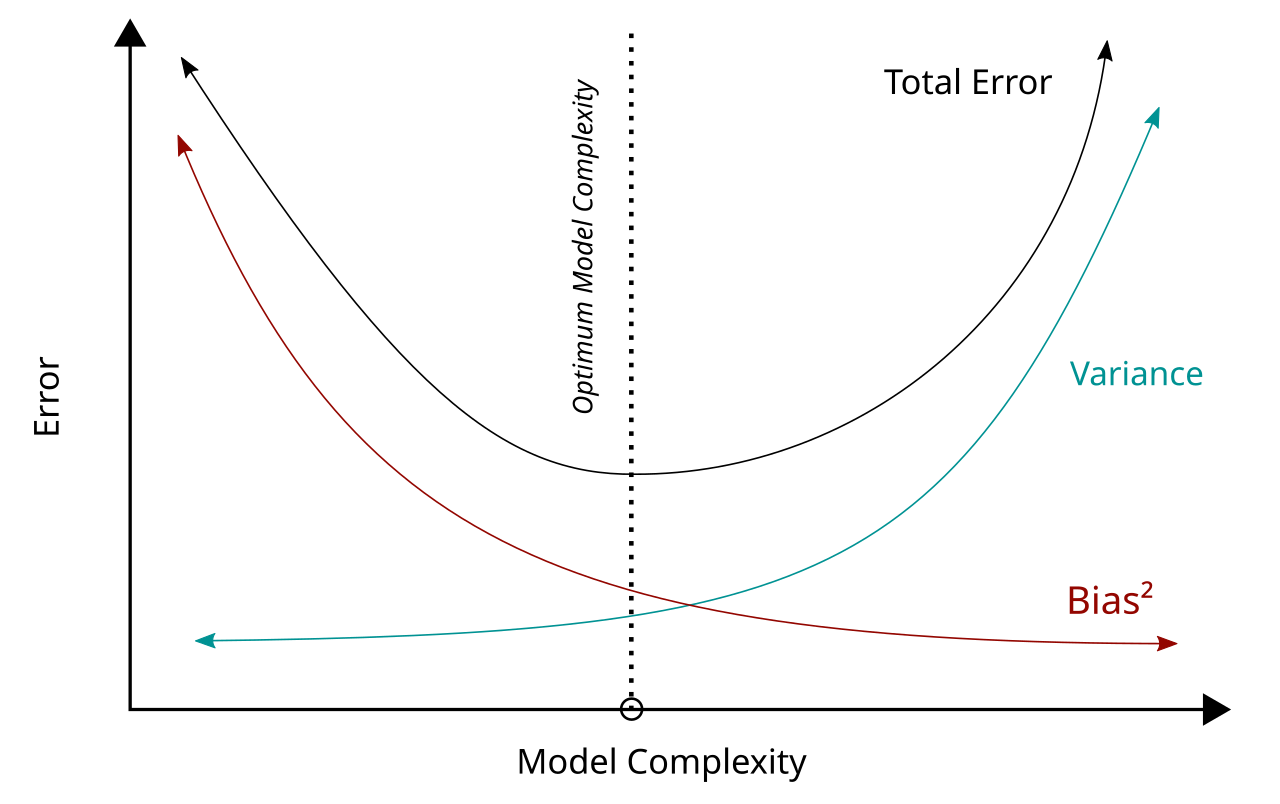 Total Error
Optimum Model Complexity
Error
Variance
Bias²
Model Complexity